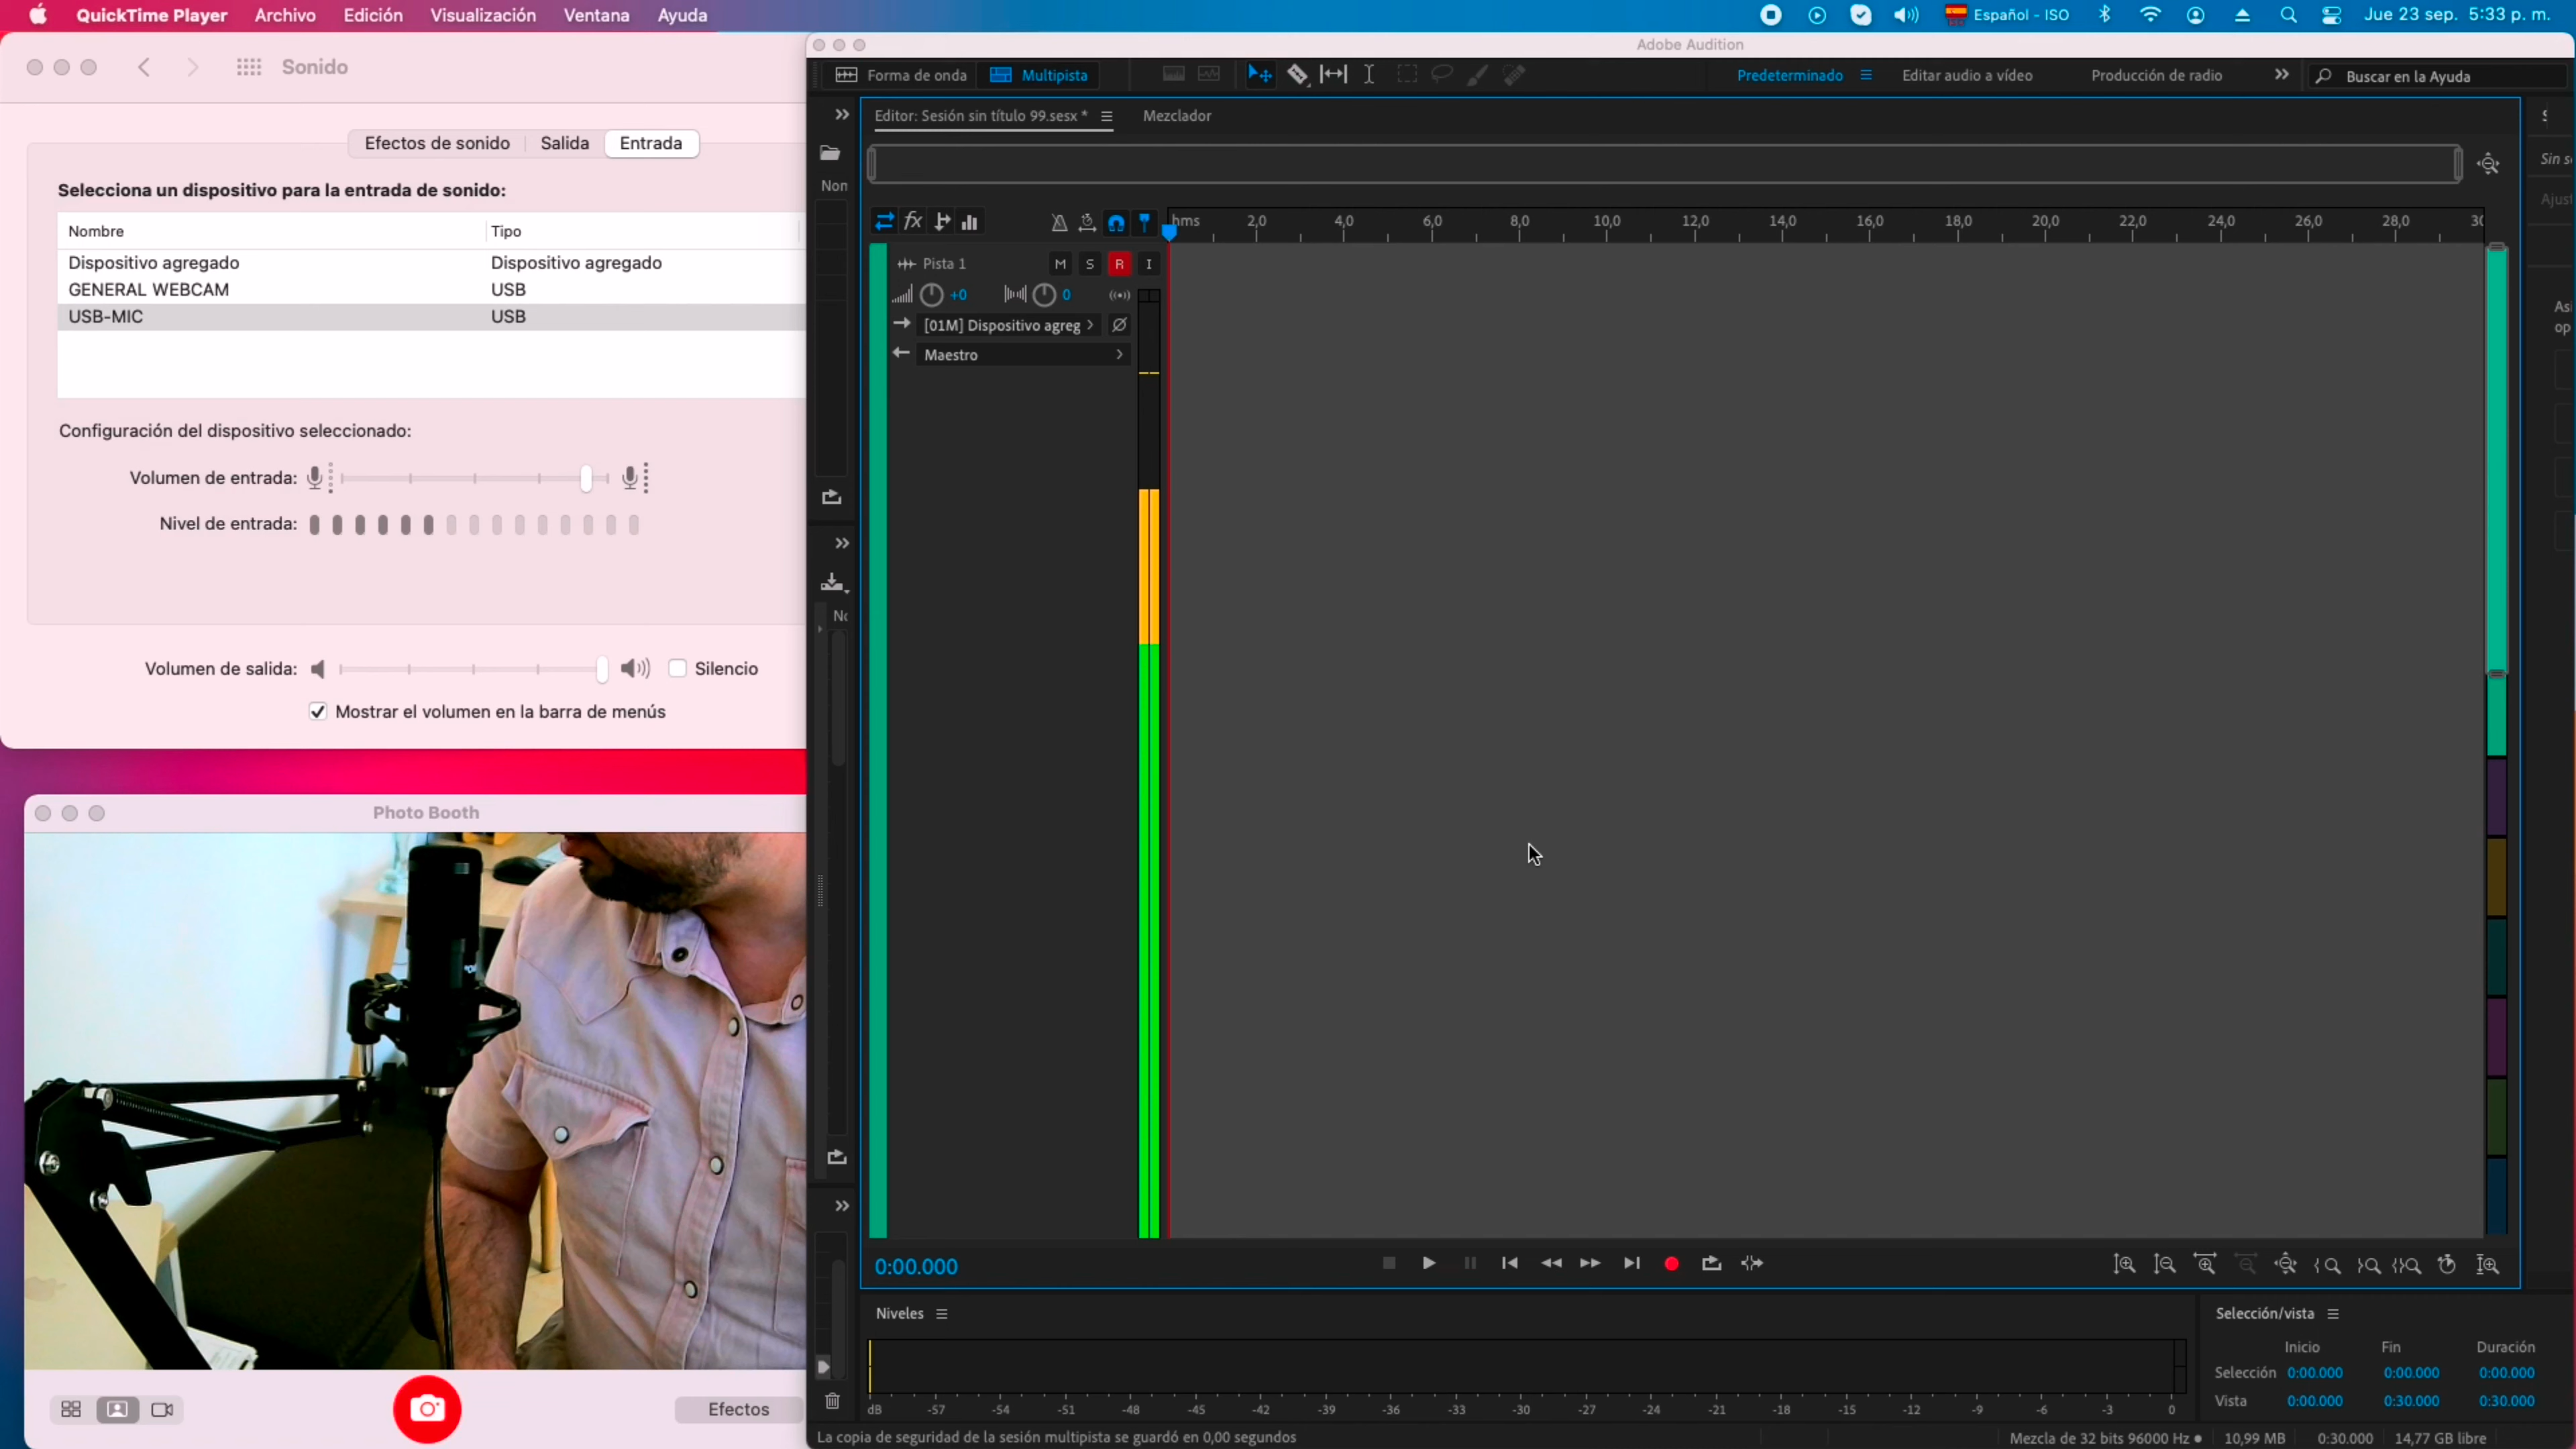 QuickTime Player Archivo Edición Visualización Ventana Ayuda
Español - ISO Jue 23 sep. 5:33 p. m.
Sonido
Efectos de sonido Salida Entrada
Selecciona un dispositivo para la entrada de sonido:
Nombre Tipo
Dispositivo agregado Dispositivo agregado
GENERAL WEBCAM USB
USB-MIC USB
Configuración del dispositivo seleccionado:
Volumen de entrada:
Nivel de entrada:
Volumen de salida: Silencio
Mostrar el volumen en la barra de menús
Photo Booth
Efectos
Adobe Audition
Forma de onda Multipista Predeterminado Editar audio a vídeo Producción de radio Buscar en la Ayuda
Editor: Sesión sin título 99.sesx * Mezclador
fx hms 2,0 4,0 6,0 8,0 10,0 12,0 14,0 16,0 18,0 20,0 22,0 24,0 26,0 28,0
Pista 1 M S R I
+0 0
[01M] Dispositivo agreg
Maestro
0:00.000
Niveles
dB -57 -54 -51 -48 -45 -42 -39 -36 -33 -30 -27 -24 -21 -18 -15 -12 -9 -6 -3 0
Selección/vista
Inicio Fin Duración
Selección 0:00.000 0:00.000 0:00.000
Vista 0:00.000 0:30.000 0:30.000
La copia de seguridad de la sesión multipista se guardó en 0,00 segundos
Mezcla de 32 bits 96000 Hz 10,99 MB 0:30.000 14,77 GB libre